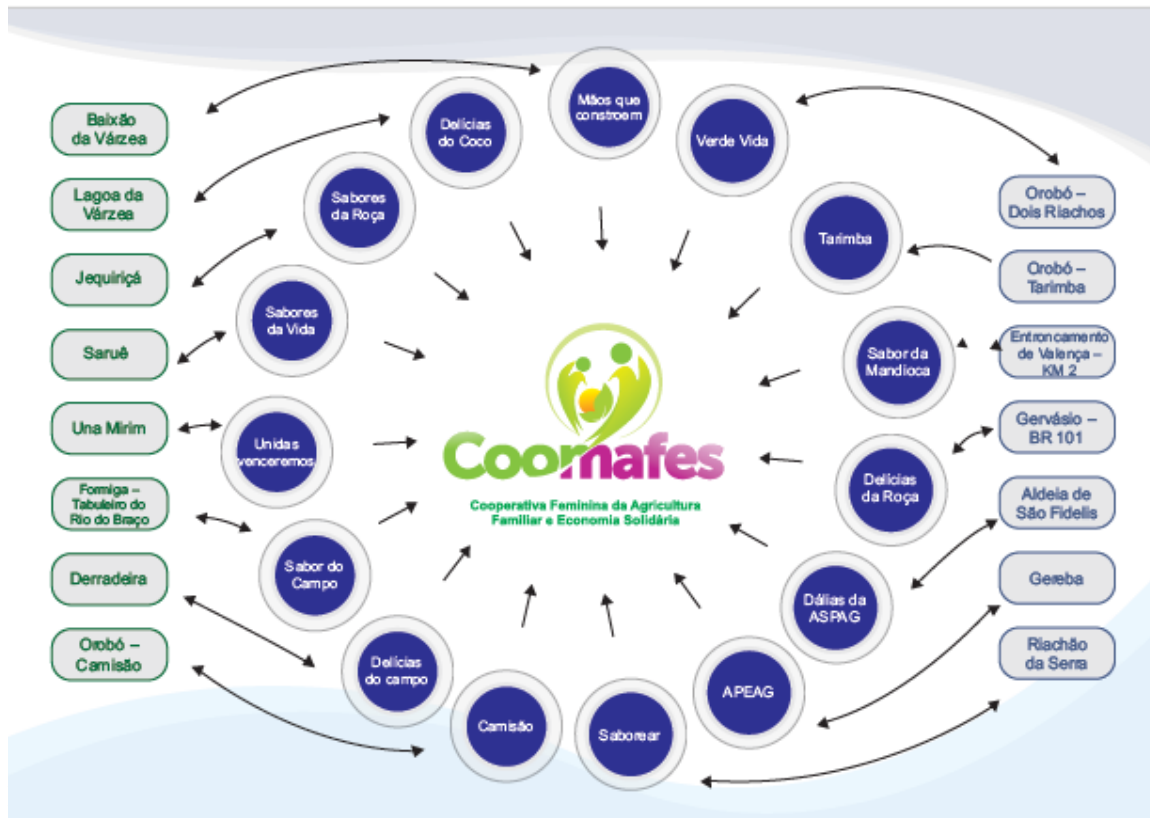 Baixão
da Várzea
Lagoa da
Várzea
Jequiriçá
Saruê
Una Mirim
Formiga –
Tabuleiro do
Rio do Braço
Derradeira
Orobó –
Camisão
Mãos que
constroem
Delícias
do Coco
Verde Vida
Sabores
da Roça
Tarimba
Sabores
da Vida
Sabor da
Mandioca
Unidas
venceremos
Delícias
da Roça
Sabor do
Campo
Dálias da
ASPAG
Delícias
do campo
APEAG
Camisão
Saborear
Coomafes
Cooperativa Feminina da Agricultura
Familiar e Economia Solidária
Orobó –
Dois Riachos
Orobó –
Tarimba
Entroncamento
de Valença –
KM 2
Gervásio –
BR 101
Aldeia de
São Fidelis
Gereba
Riachão
da Serra